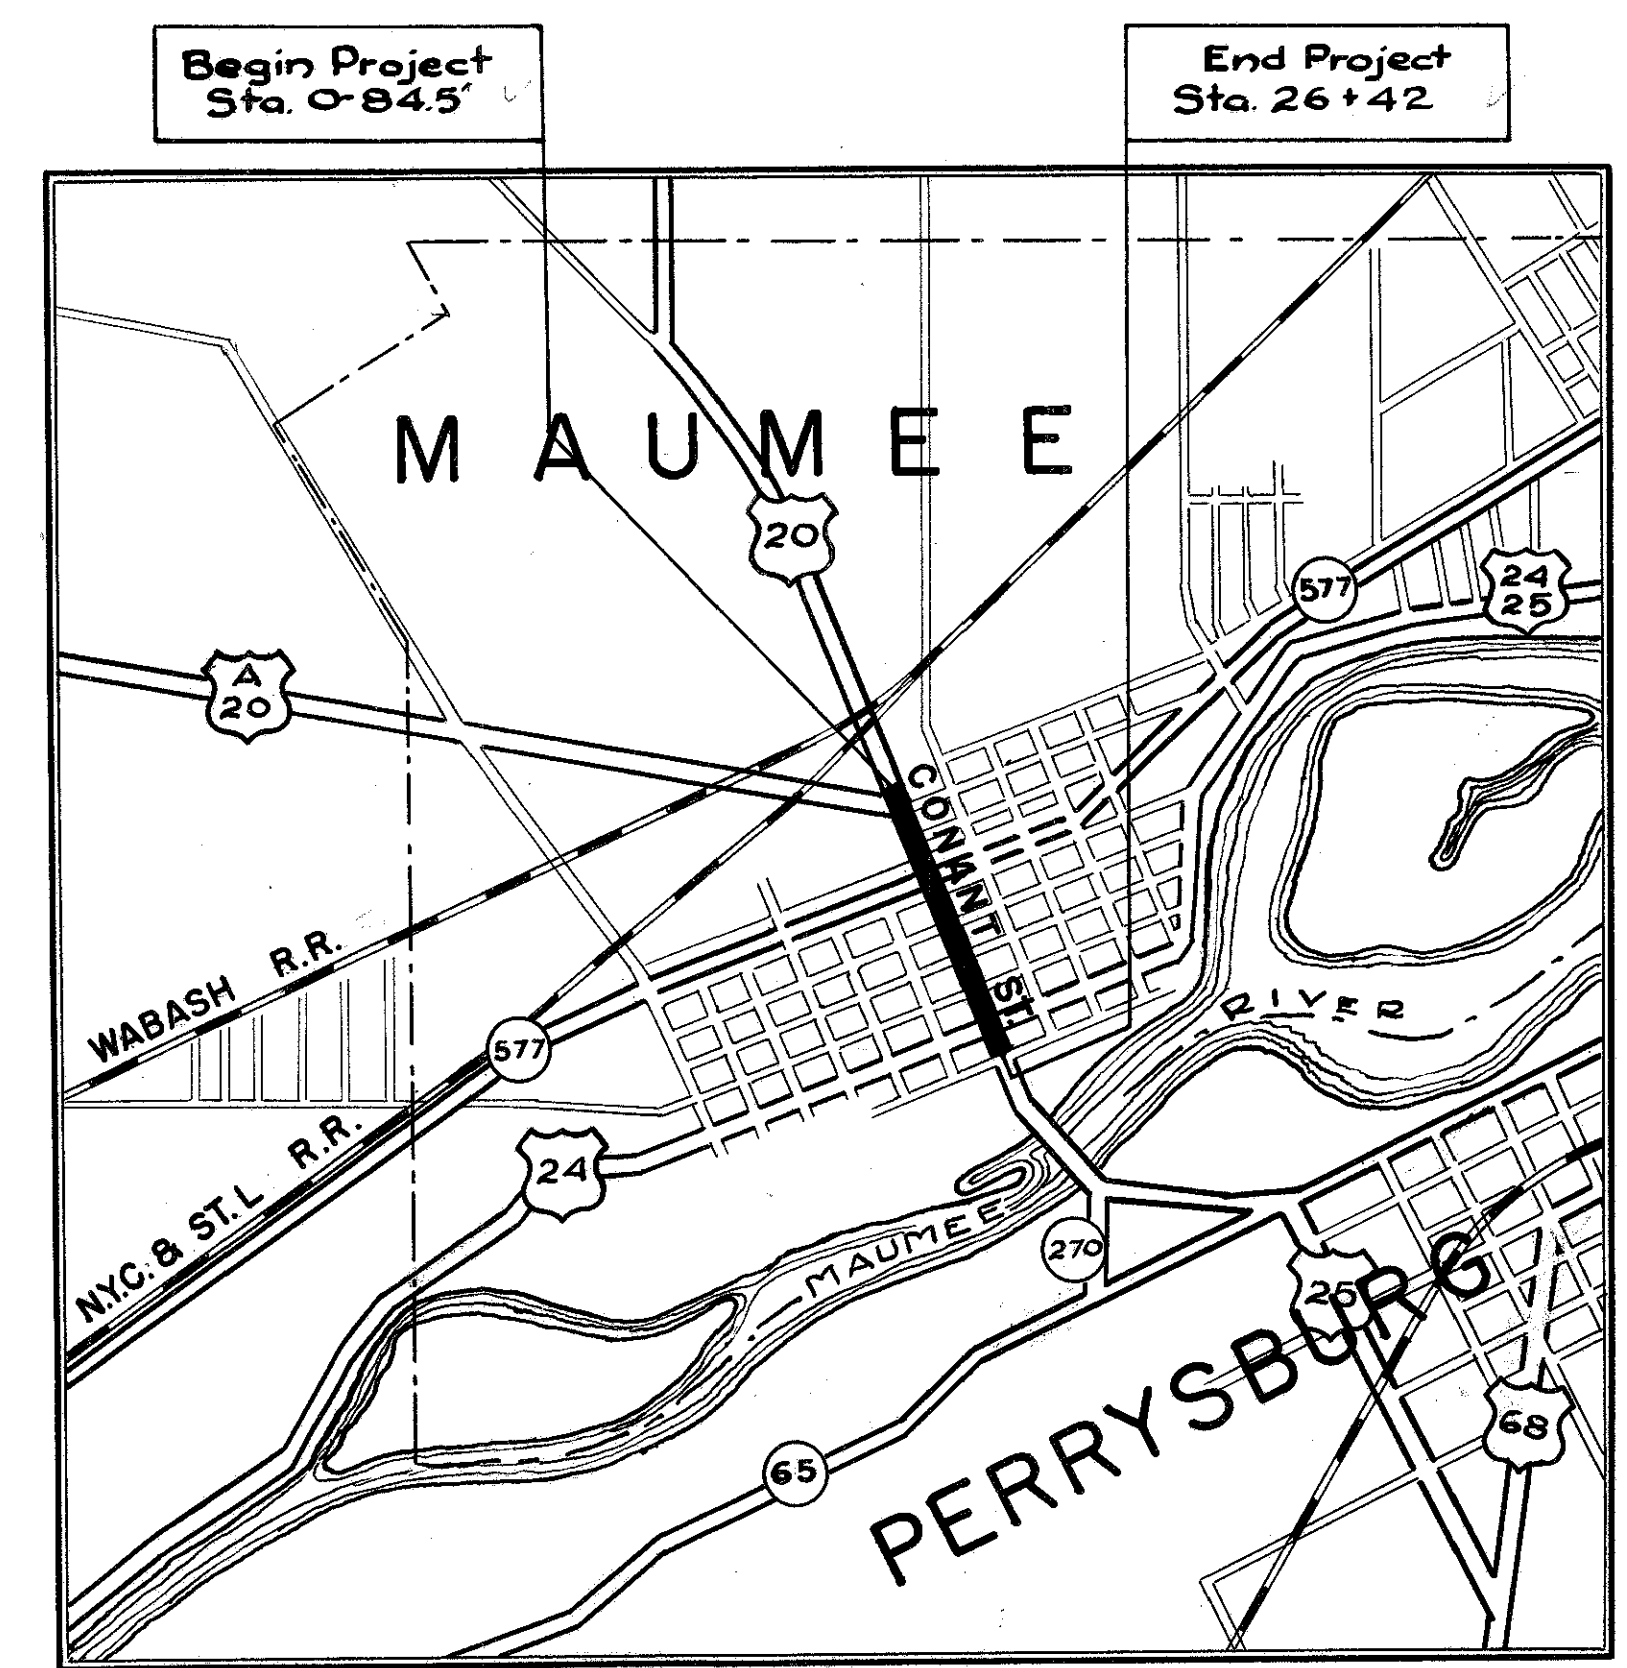 Begin Project
Sta. 0-84.5'
End Project
Sta. 26+42
MAUMEE
20
577
24
25
A
20
CONANT ST.
WABASH R.R.
RIVER
577
N.Y.C. & ST. L R.R.
24
MAUMEE
270
25
PERRYSBURG
68
65